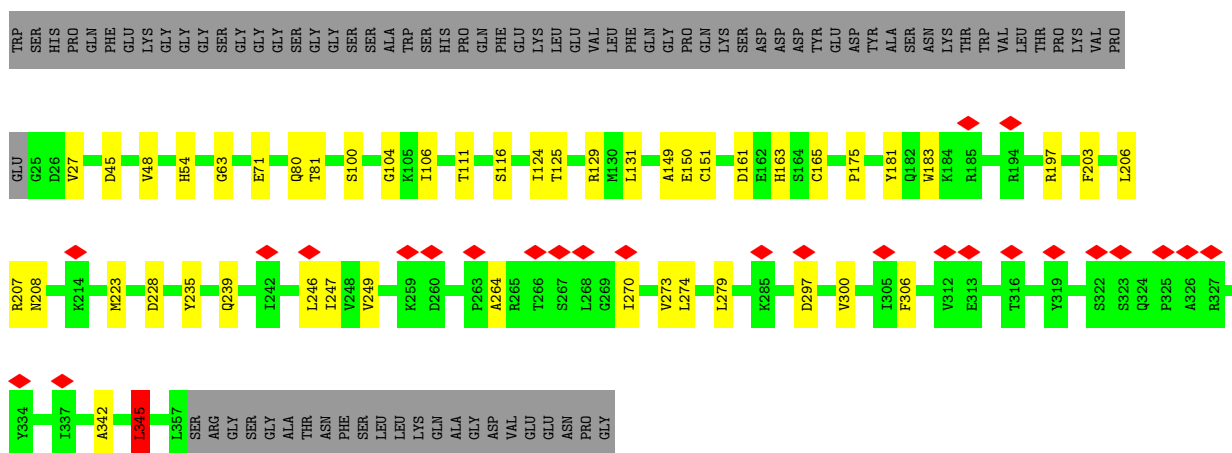 TRP SER HIS PRO GLN PHE GLU LYS GLY GLY GLY SER GLY GLY GLY SER GLY GLY SER SER ALA TRP SER HIS PRO GLN PHE GLU LYS LEU GLU VAL LEU PHE GLN GLY PRO GLN LYS SER ASP ASP ASP TYR GLU ASP TYR ALA SER ASN LYS THR TRP VAL LEU THR PRO LYS VAL PRO
GLU G25 D26 V27 D45 V48 H54 G63 E71 Q80 T81 S100 G104 K105 I106 T111 S116 I124 T125 R129 M130 L131 A149 E150 C151 D161 E162 H163 S164 C165 P175 Y181 Q182 W183 K184 R185 R194 R197 F203 L206
R207 N208 K214 M223 D228 Y235 Q239 I242 L246 I247 V248 V249 K259 D260 P263 A264 R265 T266 S267 L268 G269 I270 V273 L274 L279 K285 D297 V300 I305 F306 V312 E313 T316 Y319 S322 S323 Q324 P325 A326 R327
Y334 I337 A342 L345 L357 SER ARG GLY SER GLY ALA THR ASN PHE SER LEU LEU LYS GLN ALA GLY ASP VAL GLU GLU ASN PRO GLY